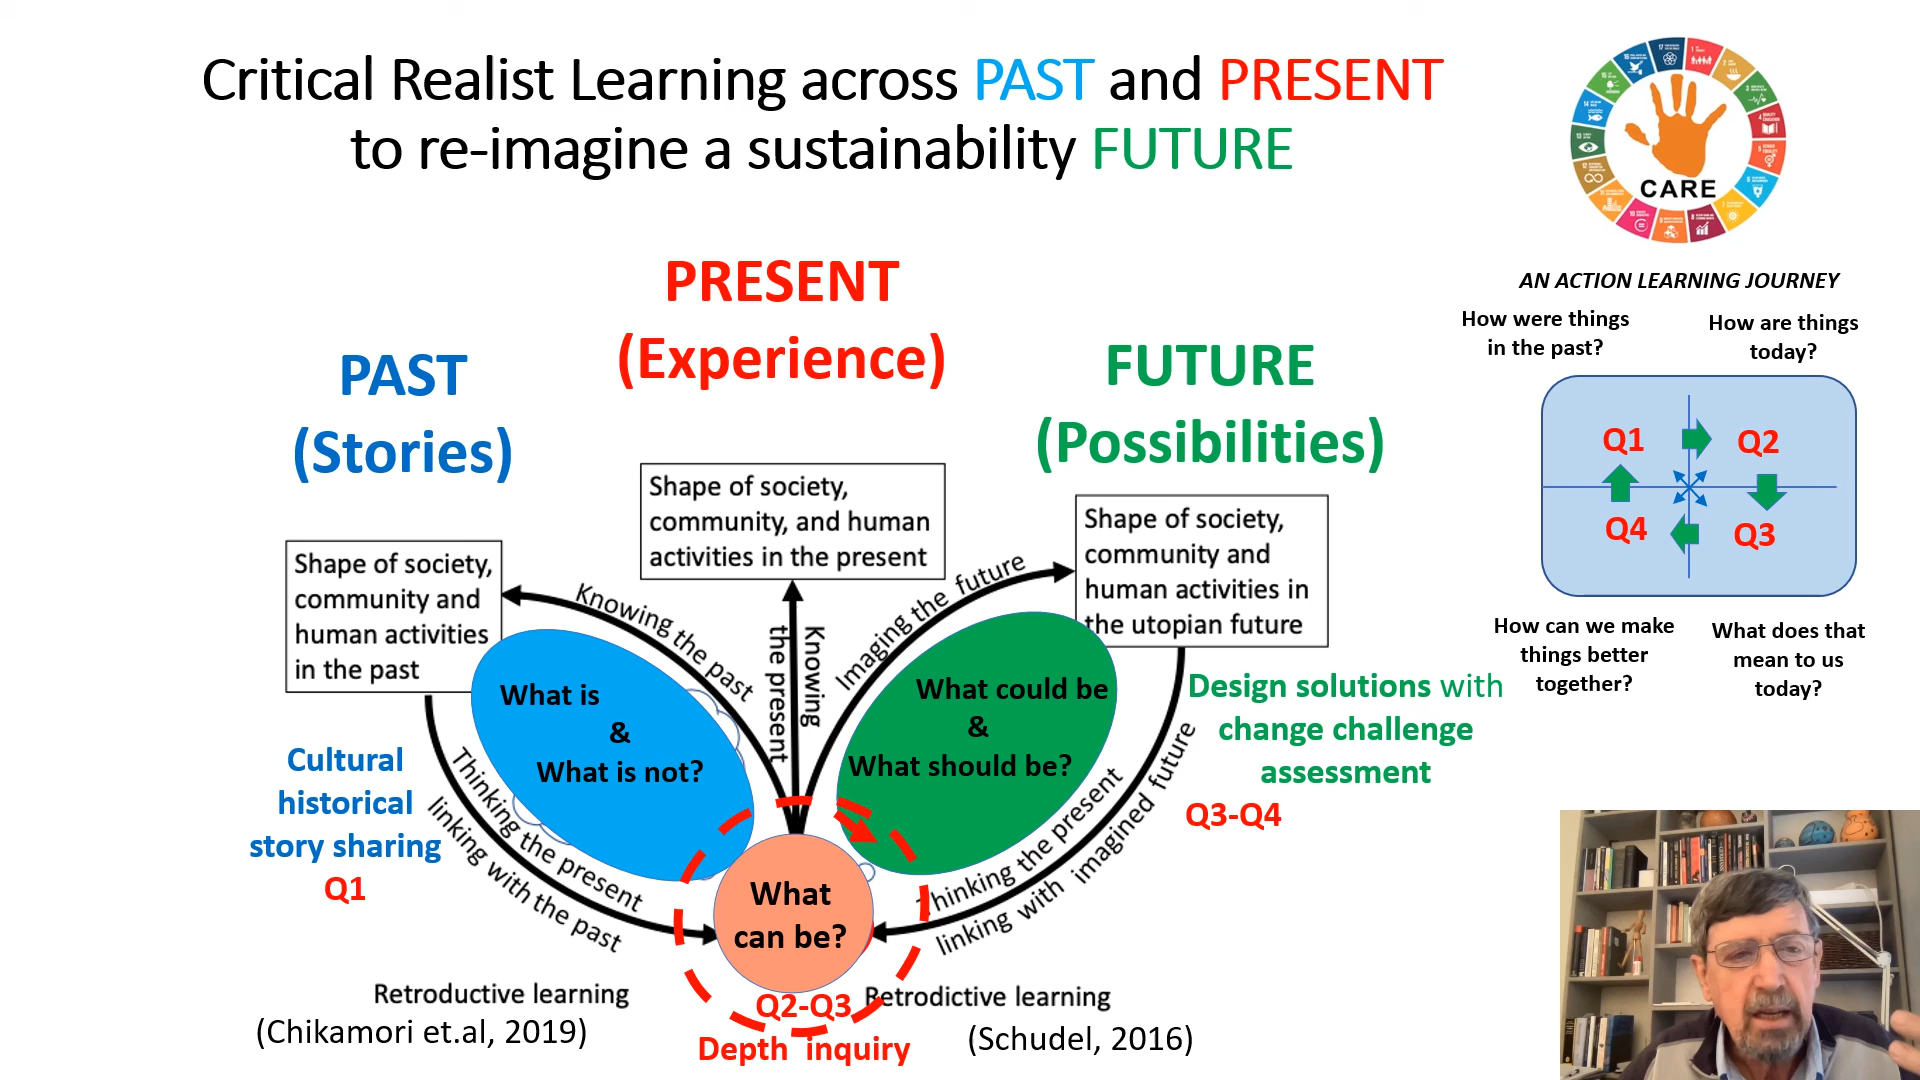 Critical Realist Learning across PAST and PRESENT
to re-imagine a sustainability FUTURE
CARE
AN ACTION LEARNING JOURNEY
How were things
in the past?
How are things
today?
Q1
Q2
Q4
Q3
How can we make
things better
together?
What does that
mean to us
today?
PAST
(Stories)
PRESENT
(Experience)
FUTURE
(Possibilities)
Shape of society,
community and
human activities
in the past
Shape of society,
community, and human
activities in the present
Shape of society,
community and
human activities in
the utopian future
Knowing the past
Knowing
the present
Imaging the future
What is
&
What is not?
What could be
&
What should be?
Thinking the present
linking with the past
Thinking the present
linking with imagined future
Cultural
historical
story sharing
Q1
Design solutions with
change challenge
assessment
Q3-Q4
What
can be?
Q2-Q3
Depth inquiry
Retroductive learning
(Chikamori et.al, 2019)
Retrodictive learning
(Schudel, 2016)